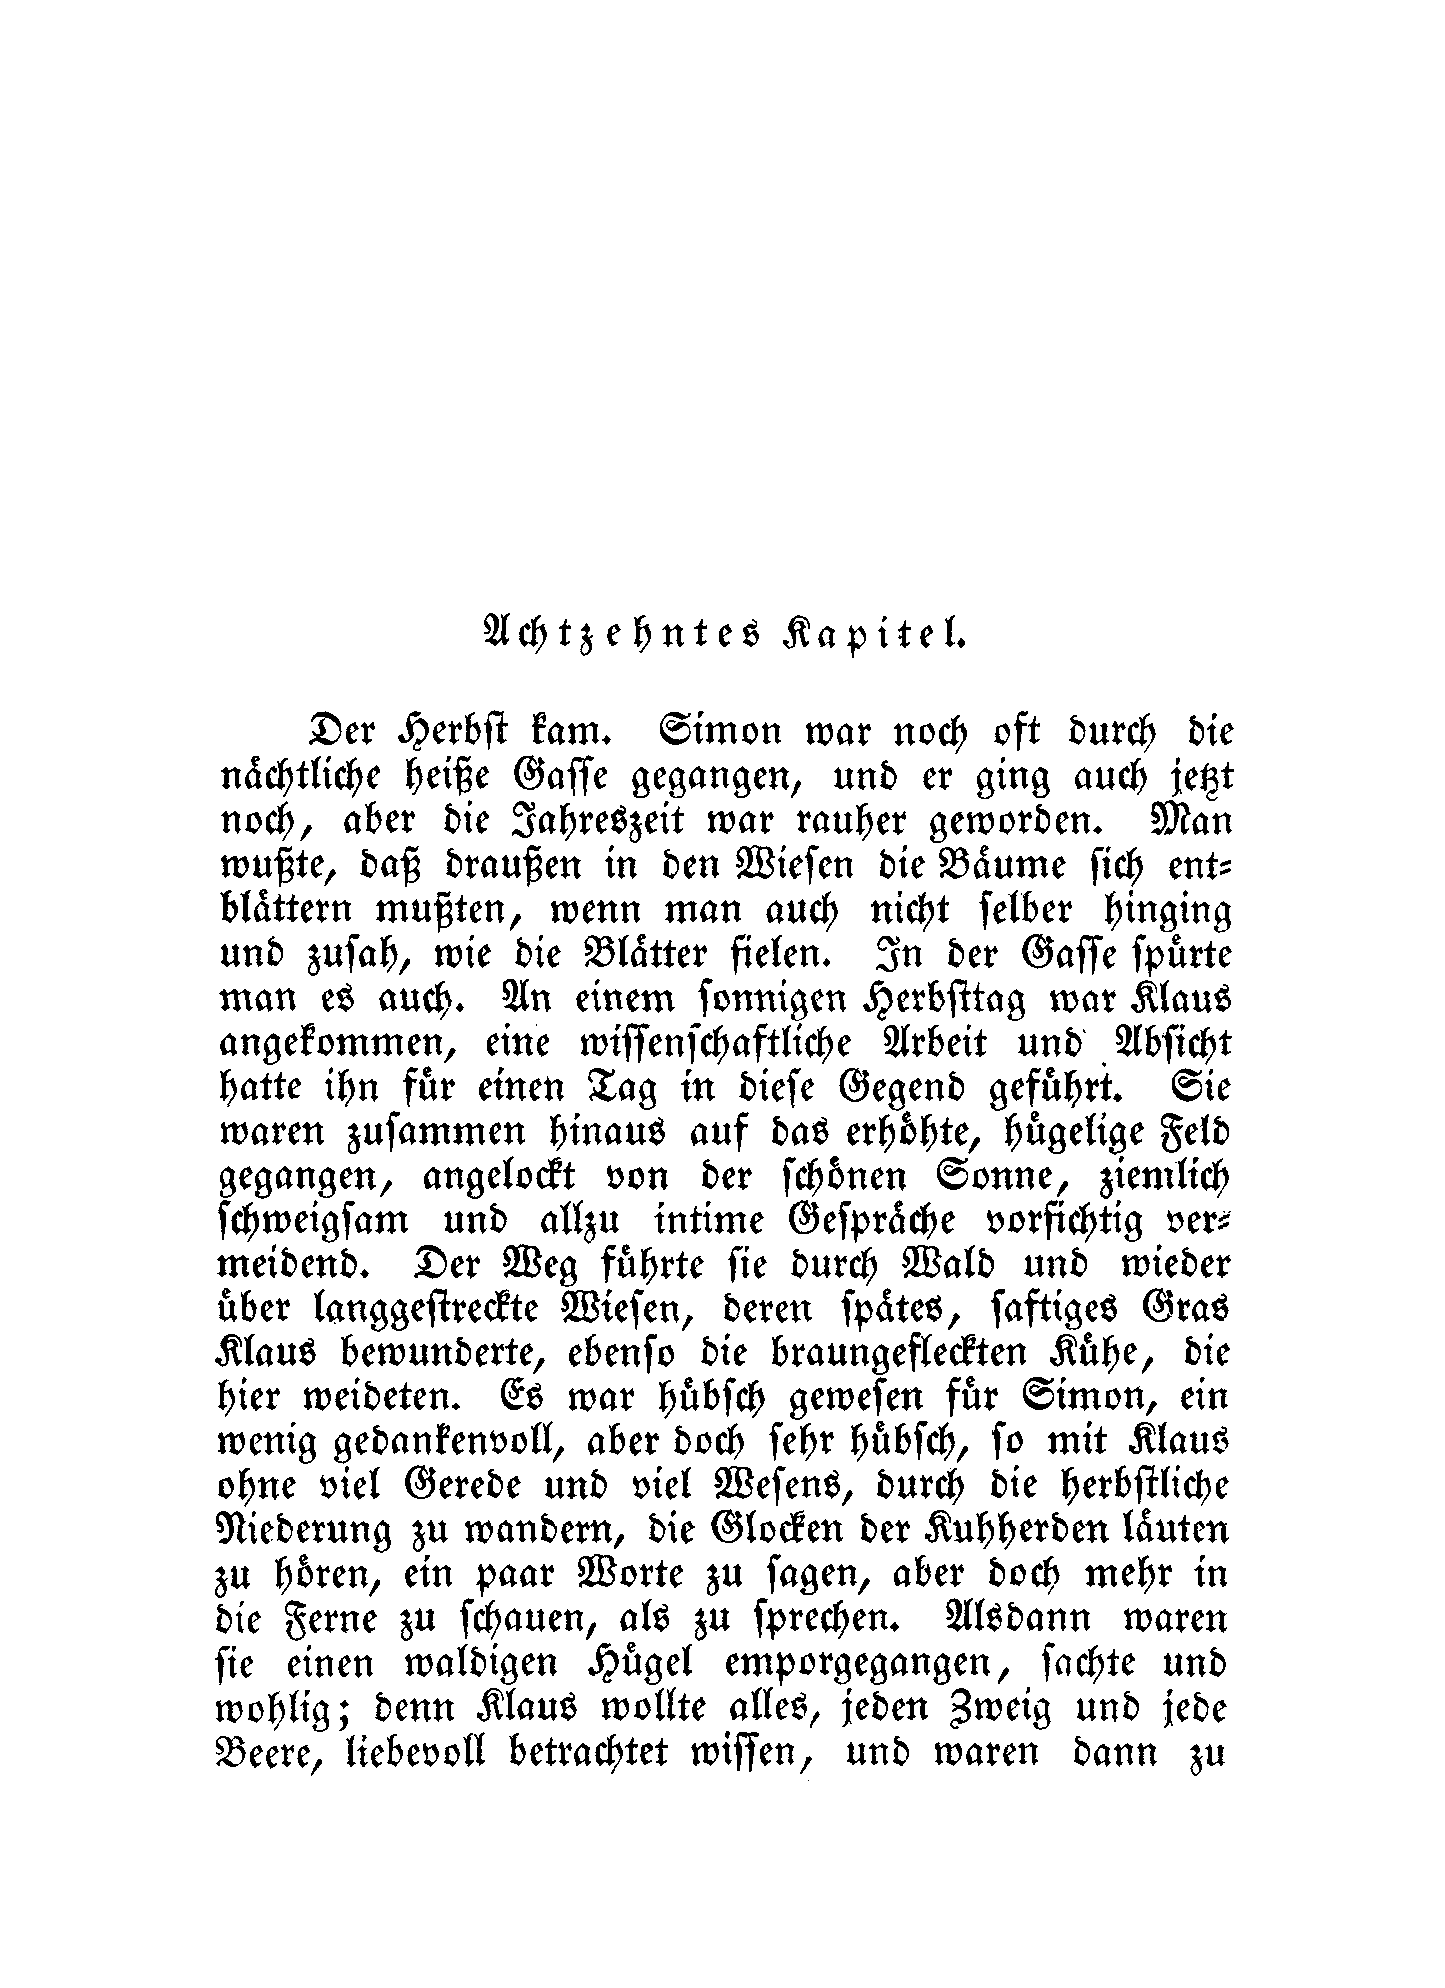 Achtzehntes Kapitel.
Der Herbst kam. Simon war noch oft durch die
nächtliche heiße Gasse gegangen, und er ging auch jetzt
noch, aber die Jahreszeit war rauher geworden. Man
wußte, daß draußen in den Wiesen die Bäume sich ent-
blättern mußten, wenn man auch nicht selber hinging
und zusah, wie die Blätter fielen. In der Gasse spürte
man es auch. An einem sonnigen Herbsttag war Klaus
angekommen, eine wissenschaftliche Arbeit und Absicht
hatte ihn für einen Tag in diese Gegend geführt. Sie
waren zusammen hinaus auf das erhöhte, hügelige Feld
gegangen, angelockt von der schönen Sonne, ziemlich
schweigsam und allzu intime Gespräche vorsichtig ver-
meidend. Der Weg führte sie durch Wald und wieder
über langgestreckte Wiesen, deren spätes, saftiges Gras
Klaus bewunderte, ebenso die braungefleckten Kühe, die
hier weideten. Es war hübsch gewesen für Simon, ein
wenig gedankenvoll, aber doch sehr hübsch, so mit Klaus
ohne viel Gerede und viel Wesens, durch die herbstliche
Niederung zu wandern, die Glocken der Kuhherden läuten
zu hören, ein paar Worte zu sagen, aber doch mehr in
die Ferne zu schauen, als zu sprechen. Alsdann waren
sie einen waldigen Hügel emporgegangen, sachte und
wohlig; denn Klaus wollte alles, jeden Zweig und jede
Beere, liebevoll betrachtet wissen, und waren dann zu